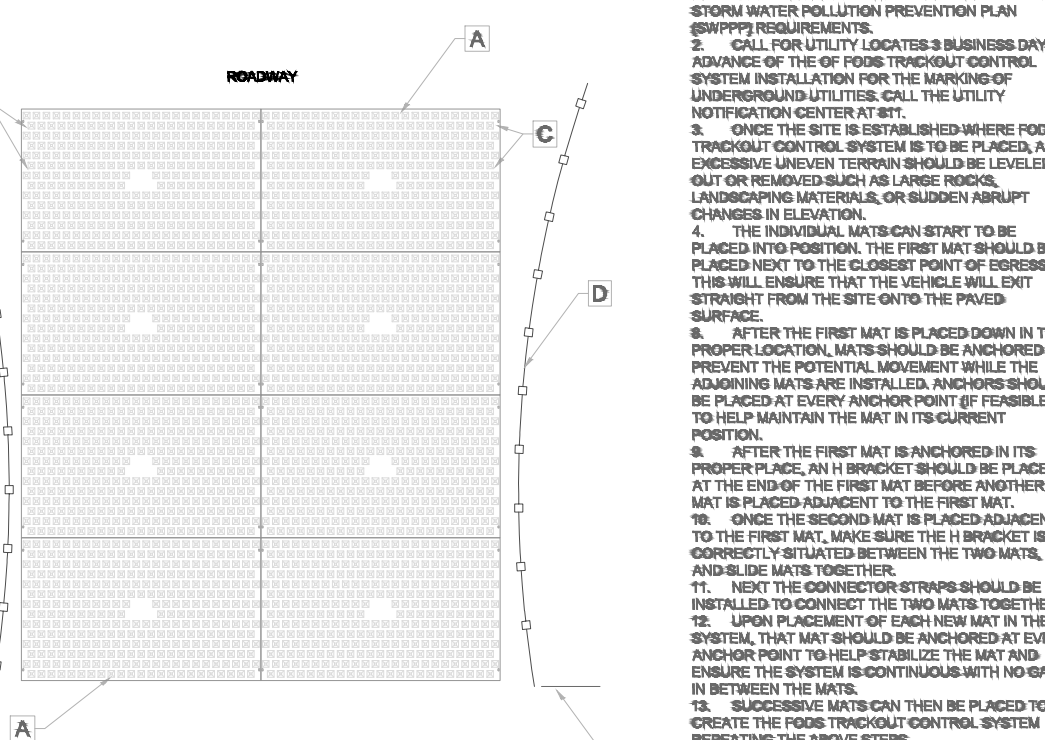 A
ROADWAY
C
D
A
STORM WATER POLLUTION PREVENTION PLAN
(SWPPP) REQUIREMENTS.
2. CALL FOR UTILITY LOCATES 3 BUSINESS DAY
ADVANCE OF THE OF FODS TRACKOUT CONTROL
SYSTEM INSTALLATION FOR THE MARKING OF
UNDERGROUND UTILITIES. CALL THE UTILITY
NOTIFICATION CENTER AT 811.
3. ONCE THE SITE IS ESTABLISHED WHERE FOD
TRACKOUT CONTROL SYSTEM IS TO BE PLACED, A
EXCESSIVE UNEVEN TERRAIN SHOULD BE LEVELED
OUT OR REMOVED SUCH AS LARGE ROCKS,
LANDSCAPING MATERIALS, OR SUDDEN ABRUPT
CHANGES IN ELEVATION.
4. THE INDIVIDUAL MATS CAN START TO BE
PLACED INTO POSITION. THE FIRST MAT SHOULD B
PLACED NEXT TO THE CLOSEST POINT OF EGRESS
THIS WILL ENSURE THAT THE VEHICLE WILL EXIT
STRAIGHT FROM THE SITE ONTO THE PAVED
SURFACE.
8. AFTER THE FIRST MAT IS PLACED DOWN IN T
PROPER LOCATION, MATS SHOULD BE ANCHORED
PREVENT THE POTENTIAL MOVEMENT WHILE THE
ADJOINING MATS ARE INSTALLED. ANCHORS SHOU
BE PLACED AT EVERY ANCHOR POINT (IF FEASIBLE
TO HELP MAINTAIN THE MAT IN ITS CURRENT
POSITION.
9. AFTER THE FIRST MAT IS ANCHORED IN ITS
PROPER PLACE, AN H BRACKET SHOULD BE PLACE
AT THE END OF THE FIRST MAT BEFORE ANOTHER
MAT IS PLACED ADJACENT TO THE FIRST MAT.
10. ONCE THE SECOND MAT IS PLACED ADJACEN
TO THE FIRST MAT, MAKE SURE THE H BRACKET IS
CORRECTLY SITUATED BETWEEN THE TWO MATS,
AND SLIDE MATS TOGETHER.
11. NEXT THE CONNECTOR STRAPS SHOULD BE
INSTALLED TO CONNECT THE TWO MATS TOGETHE
12. UPON PLACEMENT OF EACH NEW MAT IN THE
SYSTEM, THAT MAT SHOULD BE ANCHORED AT EVE
ANCHOR POINT TO HELP STABILIZE THE MAT AND
ENSURE THE SYSTEM IS CONTINUOUS WITH NO GA
IN BETWEEN THE MATS.
13. SUCCESSIVE MATS CAN THEN BE PLACED TO
CREATE THE FODS TRACKOUT CONTROL SYSTEM
REPEATING THE ABOVE STEPS